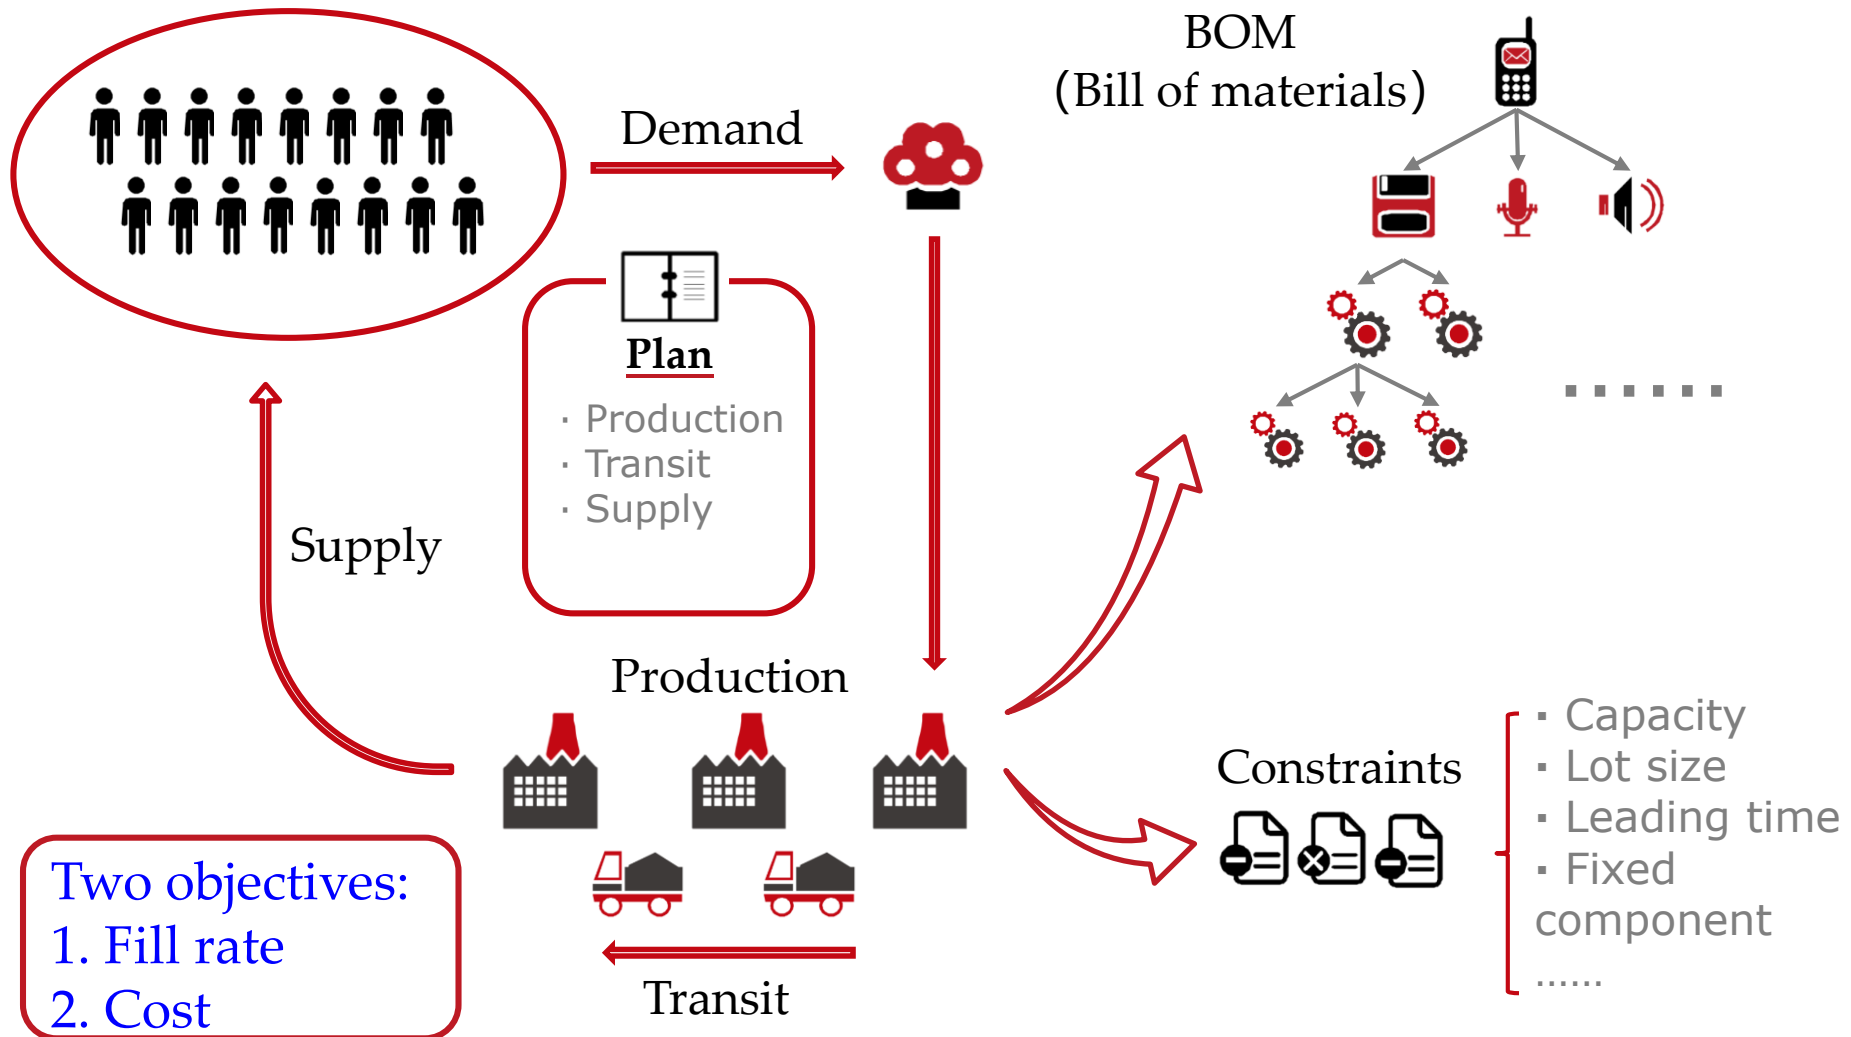 BOM
(Bill of materials)
Demand
Plan
· Production
· Transit
· Supply
Supply
Production
Constraints
▪ Capacity
▪ Lot size
▪ Leading time
▪ Fixed
component
......
Two objectives:
1. Fill rate
2. Cost
Transit